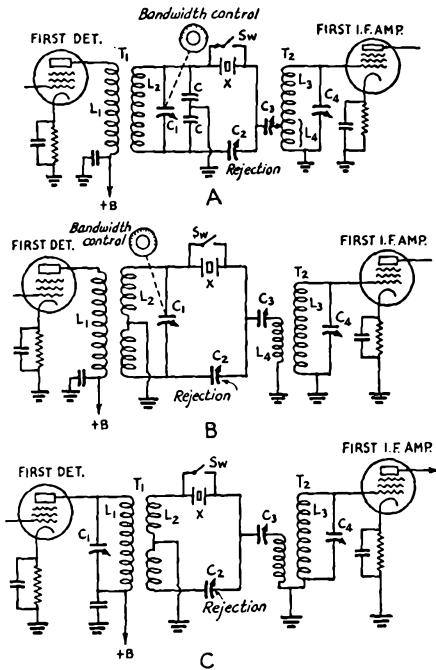 Bandwidth control
FIRST DET.
T1
Sw
FIRST I.F. AMP.
T2
L1
L2
C1
C
C
X
C2
Rejection
C3
L3
L4
C4
+B
A
Bandwidth
control
FIRST DET.
Sw
FIRST I.F. AMP.
T2
L1
L2
C1
X
C2
Rejection
C3
L4
L3
C4
+B
B
FIRST DET.
T1
Sw
FIRST I.F. AMP.
T2
C1
L1
L2
X
C2
Rejection
C3
L3
C4
+B
C